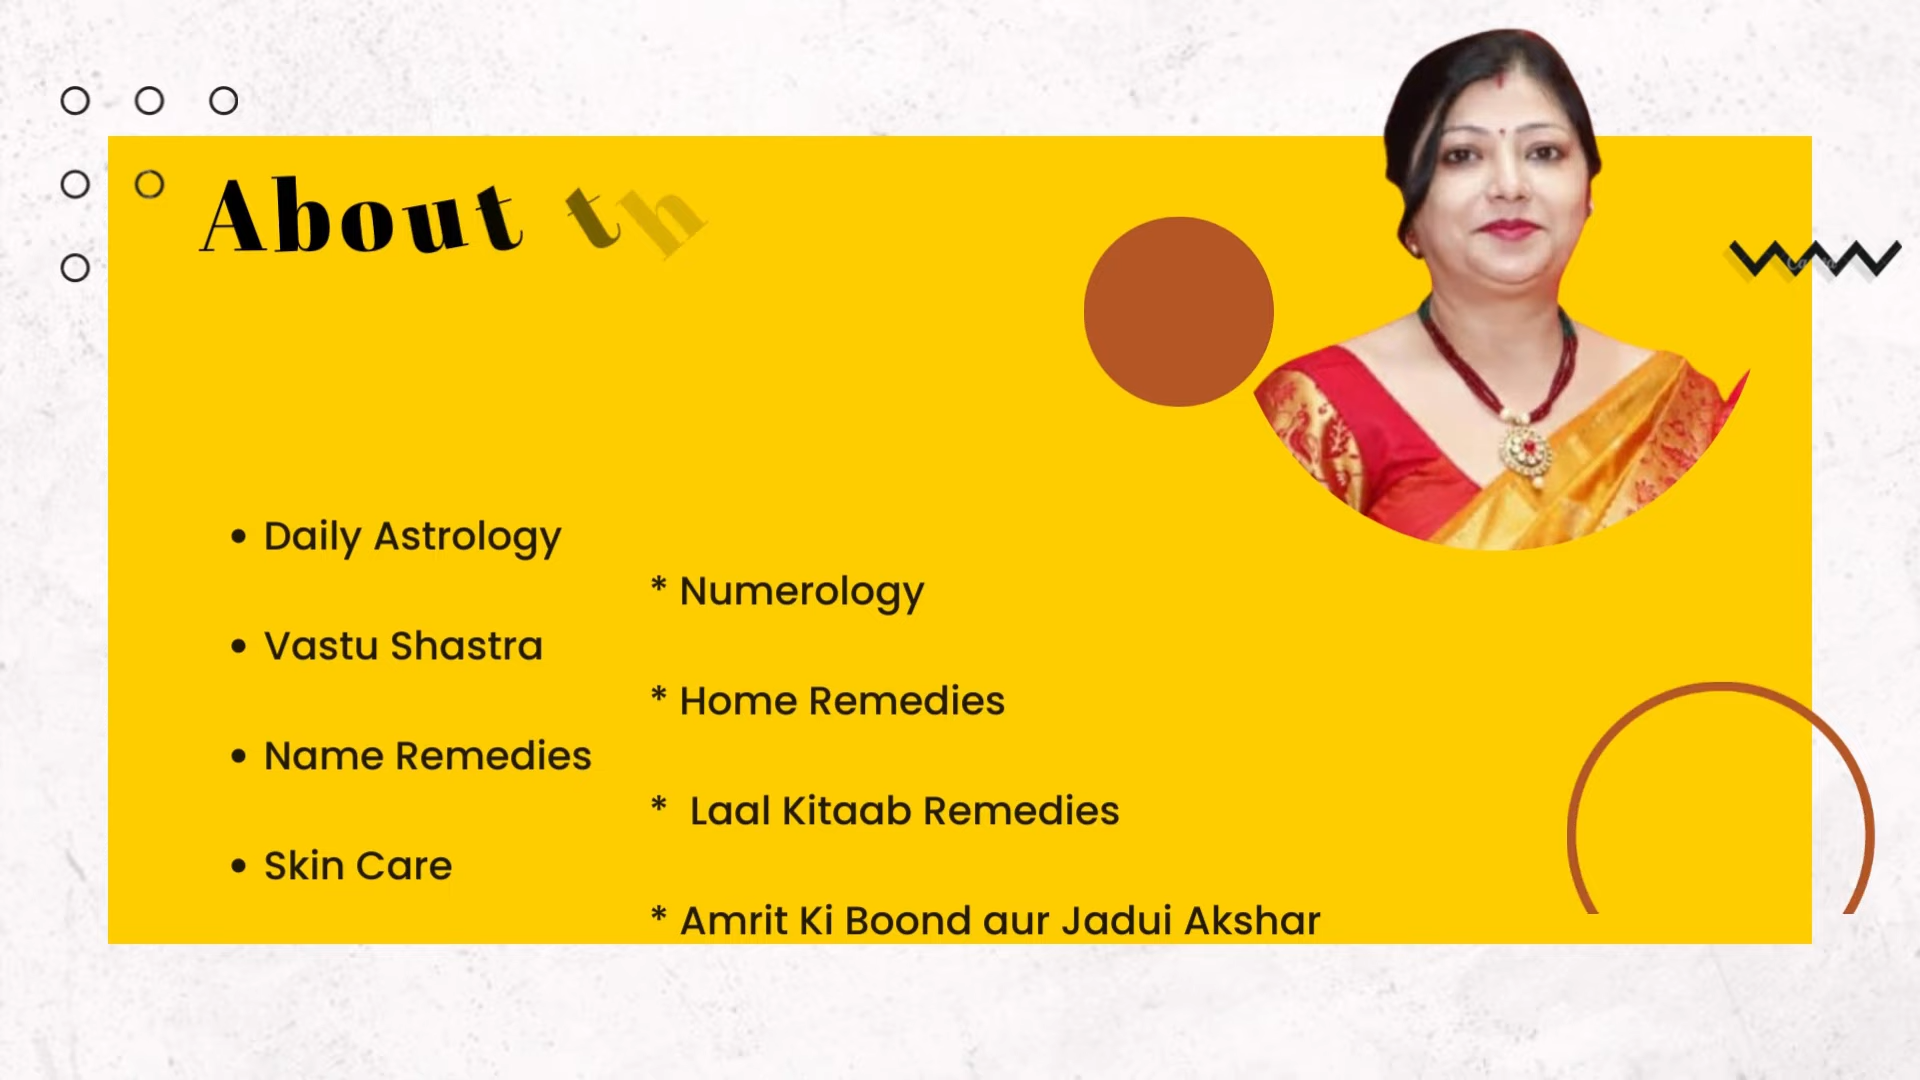 About th
• Daily Astrology
* Numerology
• Vastu Shastra
* Home Remedies
• Name Remedies
* Laal Kitaab Remedies
• Skin Care
* Amrit Ki Boond aur Jadui Akshar